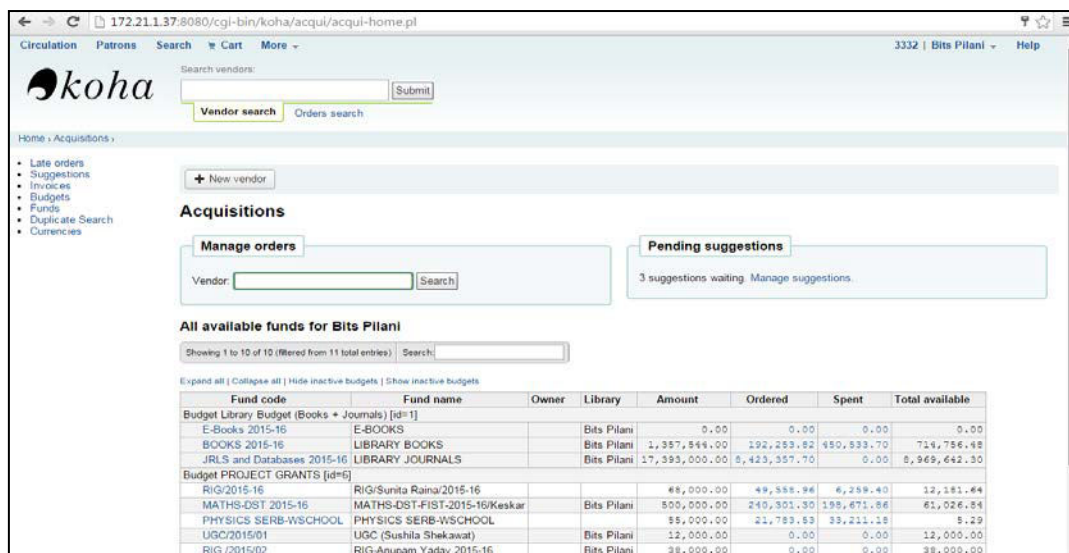 172.21.1.37:8080/cgi-bin/koha/acqui/acqui-home.pl
Circulation Patrons Search Cart More 3332 | Bits Pilani Help
koha
Search vendors:
Submit
Vendor search Orders search
Home › Acquisitions ›
Late orders
Suggestions
Invoices
Budgets
Funds
Duplicate Search
Currencies
+ New vendor
Acquisitions
Manage orders
Vendor: Search
Pending suggestions
3 suggestions waiting. Manage suggestions.
All available funds for Bits Pilani
Showing 1 to 10 of 10 (filtered from 11 total entries) Search:
Expand all | Collapse all | Hide inactive budgets | Show inactive budgets
Fund code Fund name Owner Library Amount Ordered Spent Total available
Budget Library Budget (Books + Journals) [id=1]
E-Books 2015-16 E-BOOKS Bits Pilani 0.00 0.00 0.00 0.00
BOOKS 2015-16 LIBRARY BOOKS Bits Pilani 1,357,544.00 192,253.82 450,533.70 714,756.48
JRLS and Databases 2015-16 LIBRARY JOURNALS Bits Pilani 17,393,000.00 8,423,357.70 0.00 8,969,642.30
Budget PROJECT GRANTS [id=6]
RIG/2015-16 RIG/Sunita Raina/2015-16 68,000.00 49,558.96 6,259.40 12,181.64
MATHS-DST 2015-16 MATHS-DST-FIST-2015-16/Keskar Bits Pilani 500,000.00 240,301.30 198,671.86 61,026.84
PHYSICS SERB-WSCHOOL PHYSICS SERB-WSCHOOL 55,000.00 21,783.53 33,211.18 5.29
UGC/2015/01 UGC (Sushila Shekawat) Bits Pilani 12,000.00 0.00 0.00 12,000.00
RIG /2015/02 RIG-Anupam Yadav 2015-16 Bits Pilani 38,000.00 0.00 0.00 38,000.00